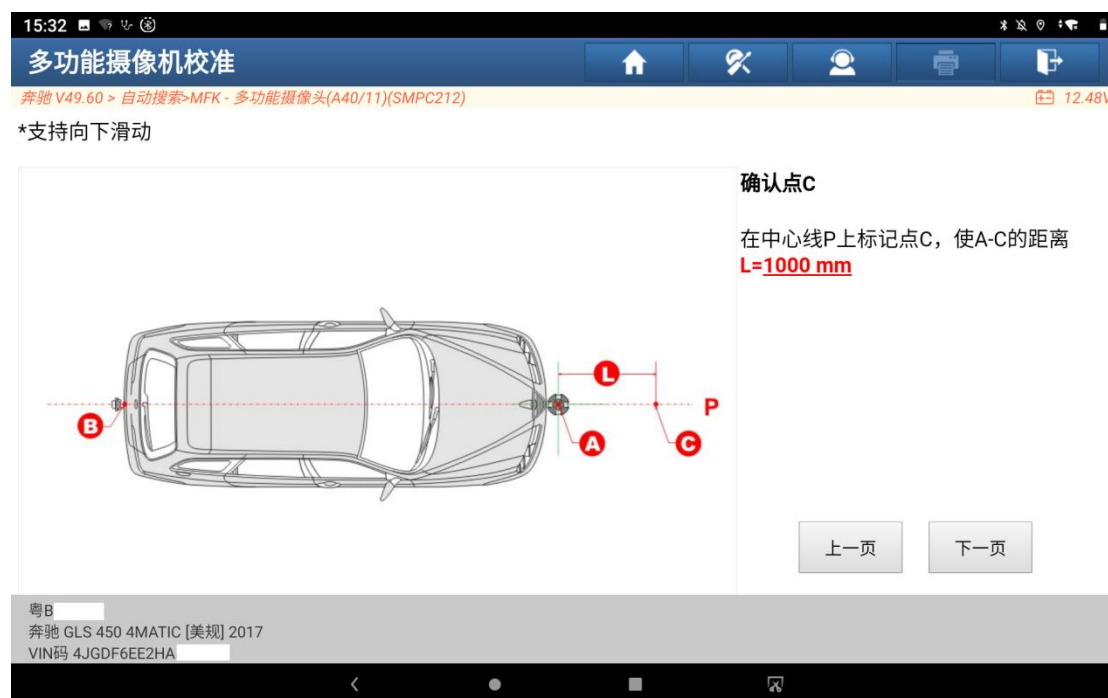 15:32
多功能摄像机校准
奔驰 V49.60 > 自动搜索>MFK - 多功能摄像头(A40/11)(SMPC212)
12.48V
*支持向下滑动
确认点C
在中心线P上标记点C，使A-C的距离
L=1000 mm
L
P
B
A
C
上一页
下一页
粤B
奔驰 GLS 450 4MATIC [美规] 2017
VIN码 4JGDF6EE2HA